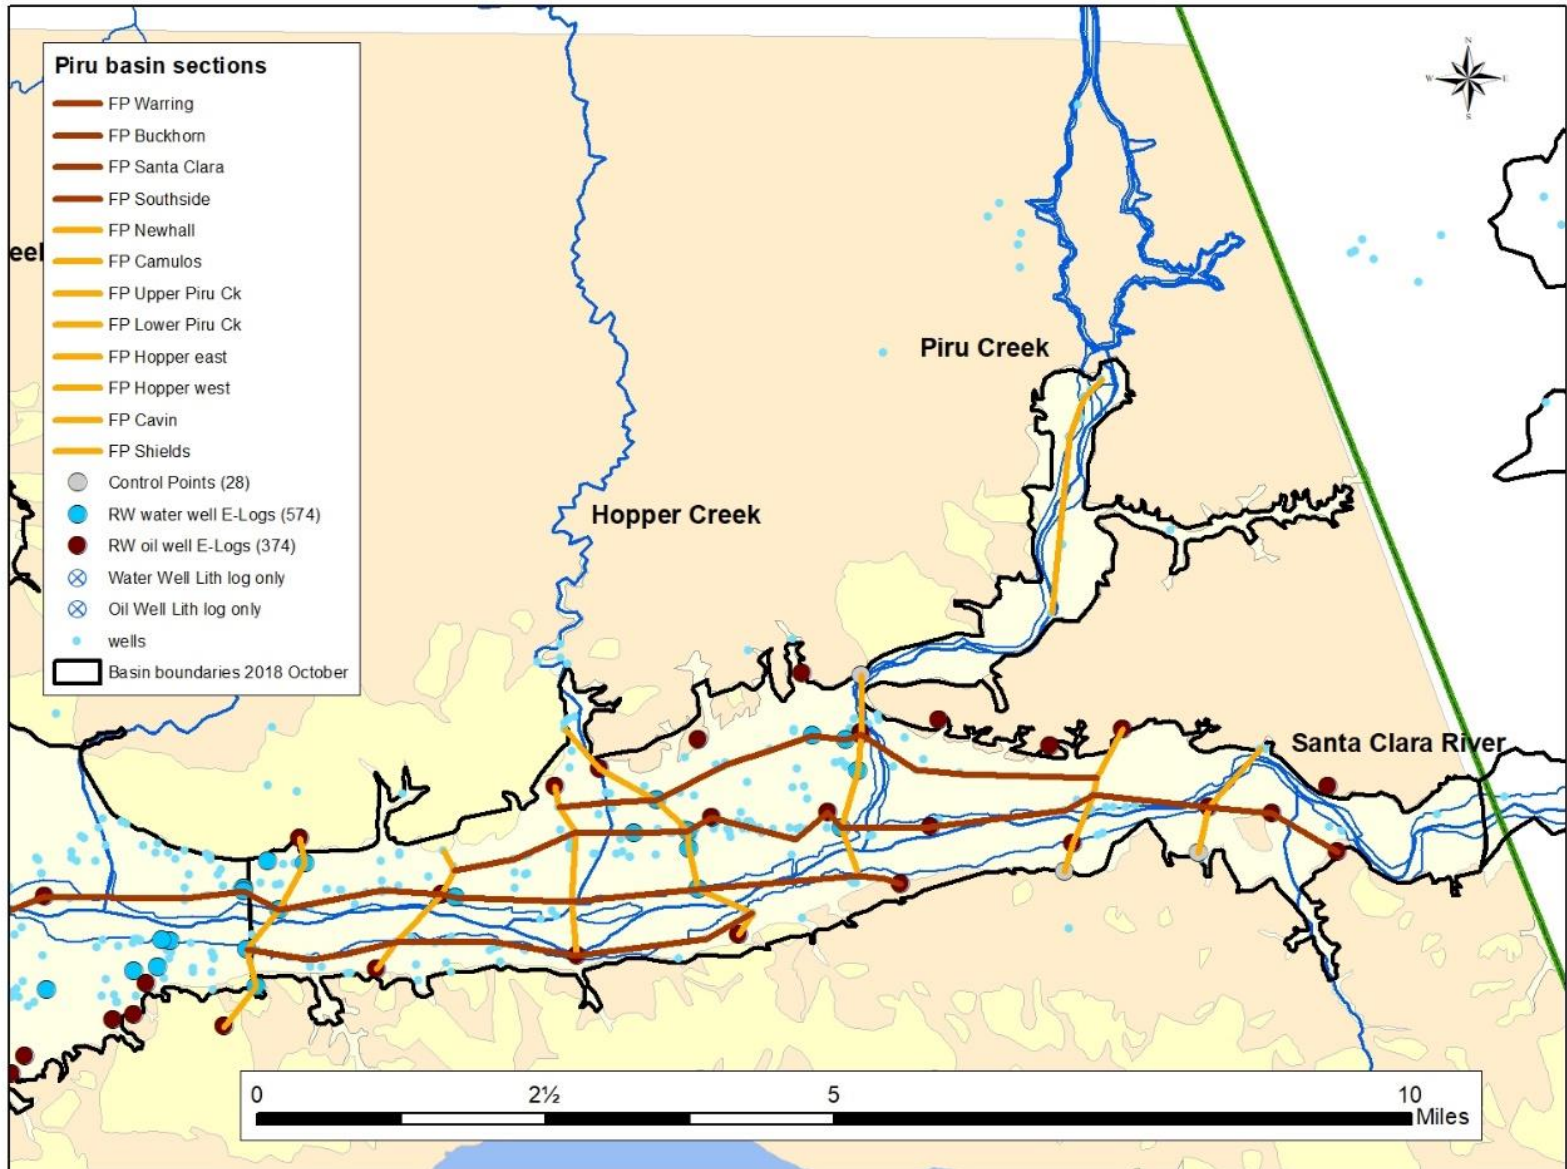 Piru basin sections
FP Warring
FP Buckhorn
FP Santa Clara
FP Southside
FP Newhall
FP Camulos
FP Upper Piru Ck
FP Lower Piru Ck
FP Hopper east
FP Hopper west
FP Cavin
FP Shields
Control Points (28)
RW water well E-Logs (574)
RW oil well E-Logs (374)
Water Well Lith log only
Oil Well Lith log only
wells
Basin boundaries 2018 October
N
W E
S
eek
Piru Creek
Hopper Creek
Santa Clara River
0 2½ 5 10
Miles